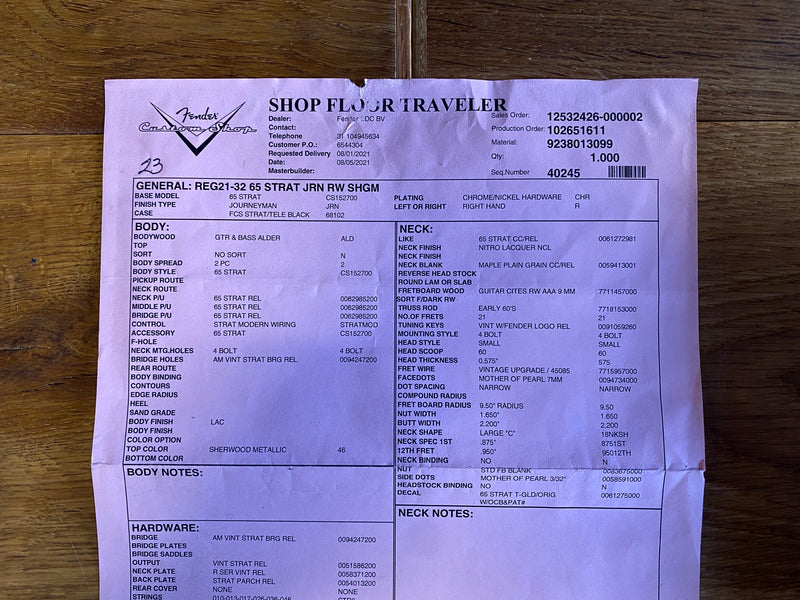 Fender
Custom Shop
SHOP FLOOR TRAVELER
Dealer: Fender EDC BV
Contact:
Telephone 31 104945634
Customer P.O.: 6544304
Requested Delivery 08/01/2021
Date: 08/05/2021
Masterbuilder:
Sales Order: 12532426-000002
Production Order: 102651611
Material: 9238013099
Qty: 1.000
Seq.Number 40245
23
GENERAL: REG21-32 65 STRAT JRN RW SHGM
BASE MODEL 65 STRAT CS152700 PLATING CHROME/NICKEL HARDWARE CHR
FINISH TYPE JOURNEYMAN JRN LEFT OR RIGHT RIGHT HAND R
CASE FCS STRAT/TELE BLACK 68102
BODY:
BODYWOOD GTR & BASS ALDER ALD
TOP
SORT NO SORT N
BODY SPREAD 2 PC 2
BODY STYLE 65 STRAT CS152700
PICKUP ROUTE
NECK ROUTE
NECK P/U 65 STRAT REL 0062985200
MIDDLE P/U 65 STRAT REL 0062985200
BRIDGE P/U 65 STRAT REL 0062985200
CONTROL STRAT MODERN WIRING STRATMOD
ACCESSORY 65 STRAT CS152700
F-HOLE
NECK MTG.HOLES 4 BOLT 4 BOLT
BRIDGE HOLES AM VINT STRAT BRG REL 0094247200
REAR ROUTE
BODY BINDING
CONTOURS
EDGE RADIUS
HEEL
SAND GRADE
BODY FINISH LAC
BODY FINISH
COLOR OPTION
TOP COLOR SHERWOOD METALLIC 46
BOTTOM COLOR
BODY NOTES:
HARDWARE:
BRIDGE AM VINT STRAT BRG REL 0094247200
BRIDGE PLATES
BRIDGE SADDLES
OUTPUT VINT STRAT REL 0051586200
NECK PLATE R SER VINT REL 0058371200
BACK PLATE STRAT PARCH REL 0054013200
REAR COVER NONE NONE
STRINGS 010-013-017-026-036-046
NECK:
LIKE 65 STRAT CC/REL 0061272981
NECK FINISH NITRO LACQUER NCL
NECK FINISH
NECK BLANK MAPLE PLAIN GRAIN CC/REL 0059413001
REVERSE HEAD STOCK
ROUND LAM OR SLAB
FRETBOARD WOOD GUITAR CITES RW AAA 9 MM 7711457000
SORT F/DARK RW
TRUSS ROD EARLY 60'S 7718153000
NO.OF FRETS 21 21
TUNING KEYS VINT W/FENDER LOGO REL 0091059260
MOUNTING STYLE 4 BOLT 4 BOLT
HEAD STYLE SMALL SMALL
HEAD SCOOP 60 60
HEAD THICKNESS 0.575" 575
FRET WIRE VINTAGE UPGRADE / 45085 7715957000
FACEDOTS MOTHER OF PEARL 7MM 0094734000
DOT SPACING NARROW NARROW
COMPOUND RADIUS
FRET BOARD RADIUS 9.50" RADIUS 9.50
NUT WIDTH 1.650" 1.650
BUTT WIDTH 2.200" 2.200
NECK SHAPE LARGE "C" 18NKSH
NECK SPEC 1ST .875" 8751ST
12TH FRET .950" 95012TH
NECK BINDING NO N
NUT STD FB BLANK 0083675000
SIDE DOTS MOTHER OF PEARL 3/32" 0058591000
HEADSTOCK BINDING NO N
DECAL 65 STRAT T-GLD/ORIG 0061275000
W/OCB&PAT#
NECK NOTES: